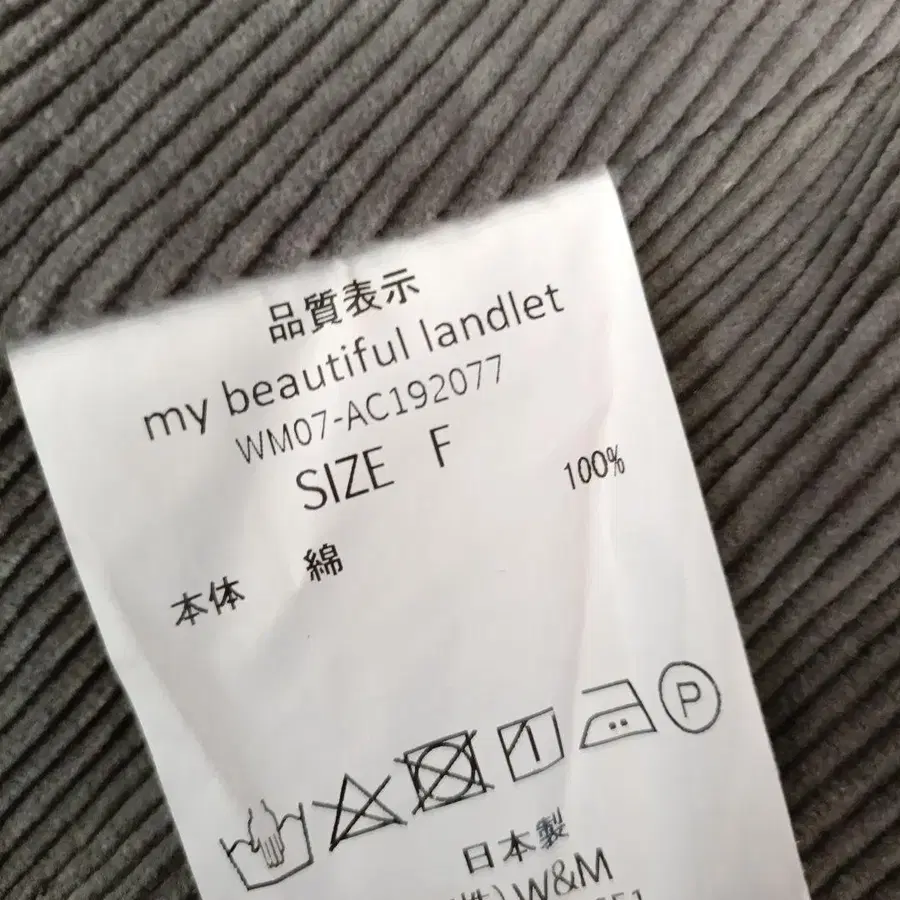 品質表示
my beautiful landlet
WM07-AC192077
SIZE F
本体 綿 100%
P
日本製
W&M